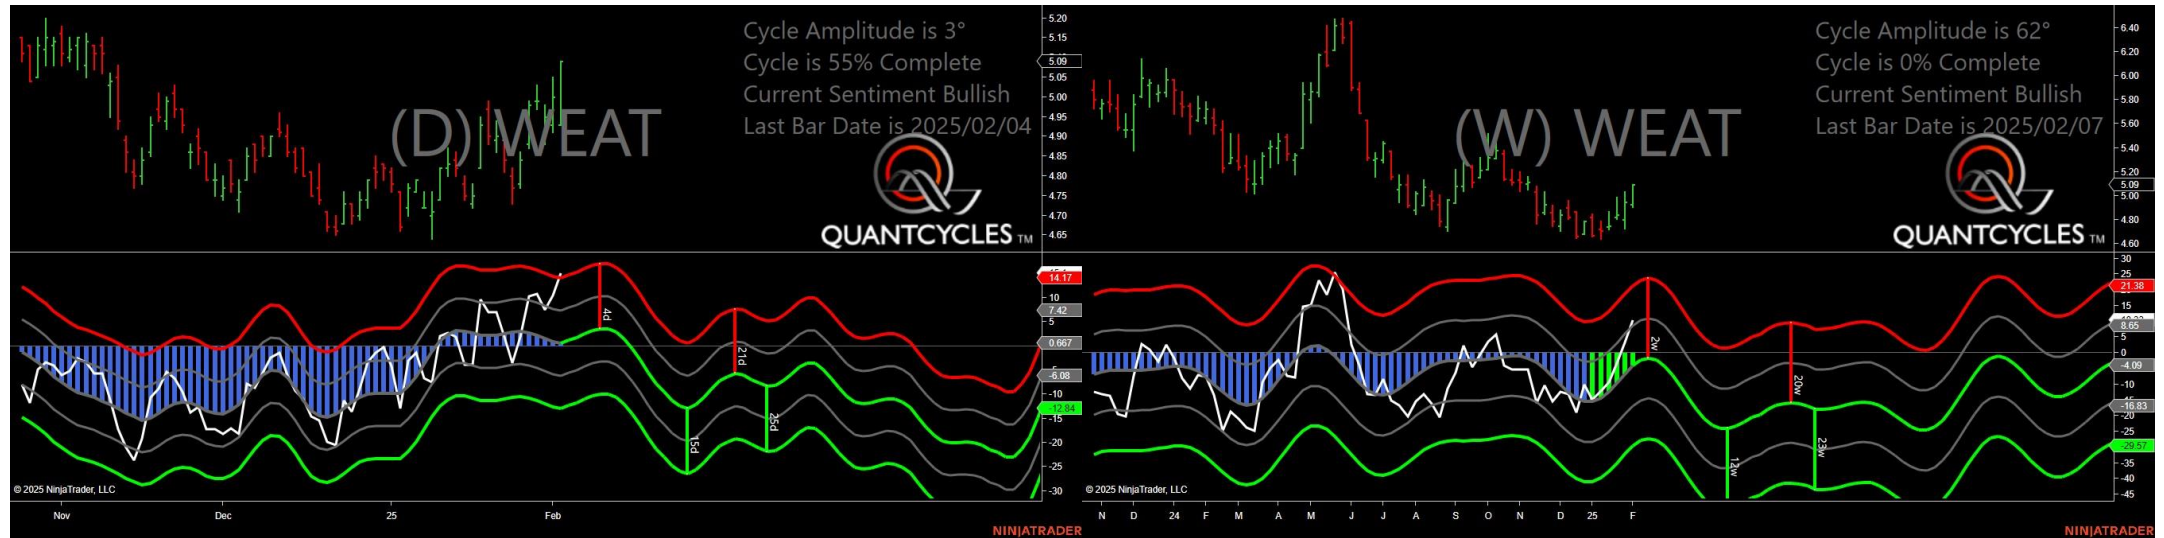 Cycle Amplitude is 3°
Cycle is 55% Complete
Current Sentiment Bullish
Last Bar Date is 2025/02/04
(D) WEAT
QUANTCYCLES TM
5.20
5.15
5.09
5.05
5.00
4.95
4.90
4.85
4.80
4.75
4.70
4.65
14.17
10
7.42
5
0.667
-6.08
-10
-12.84
-15
-20
-25
-30
4d
15d
21d
25d
© 2025 NinjaTrader, LLC
Nov
Dec
25
Feb
NINJATRADER
Cycle Amplitude is 62°
Cycle is 0% Complete
Current Sentiment Bullish
Last Bar Date is 2025/02/07
(W) WEAT
QUANTCYCLES TM
6.40
6.20
6.00
5.80
5.60
5.40
5.20
5.09
5.00
4.80
4.60
30
25
21.38
15
8.65
5
0
-4.09
-10
-16.83
-20
-25
-29.57
-35
-40
-45
2w
12w
20w
23w
© 2025 NinjaTrader, LLC
N
D
24
F
M
A
M
J
J
A
S
O
N
D
25
F
NINJATRADER